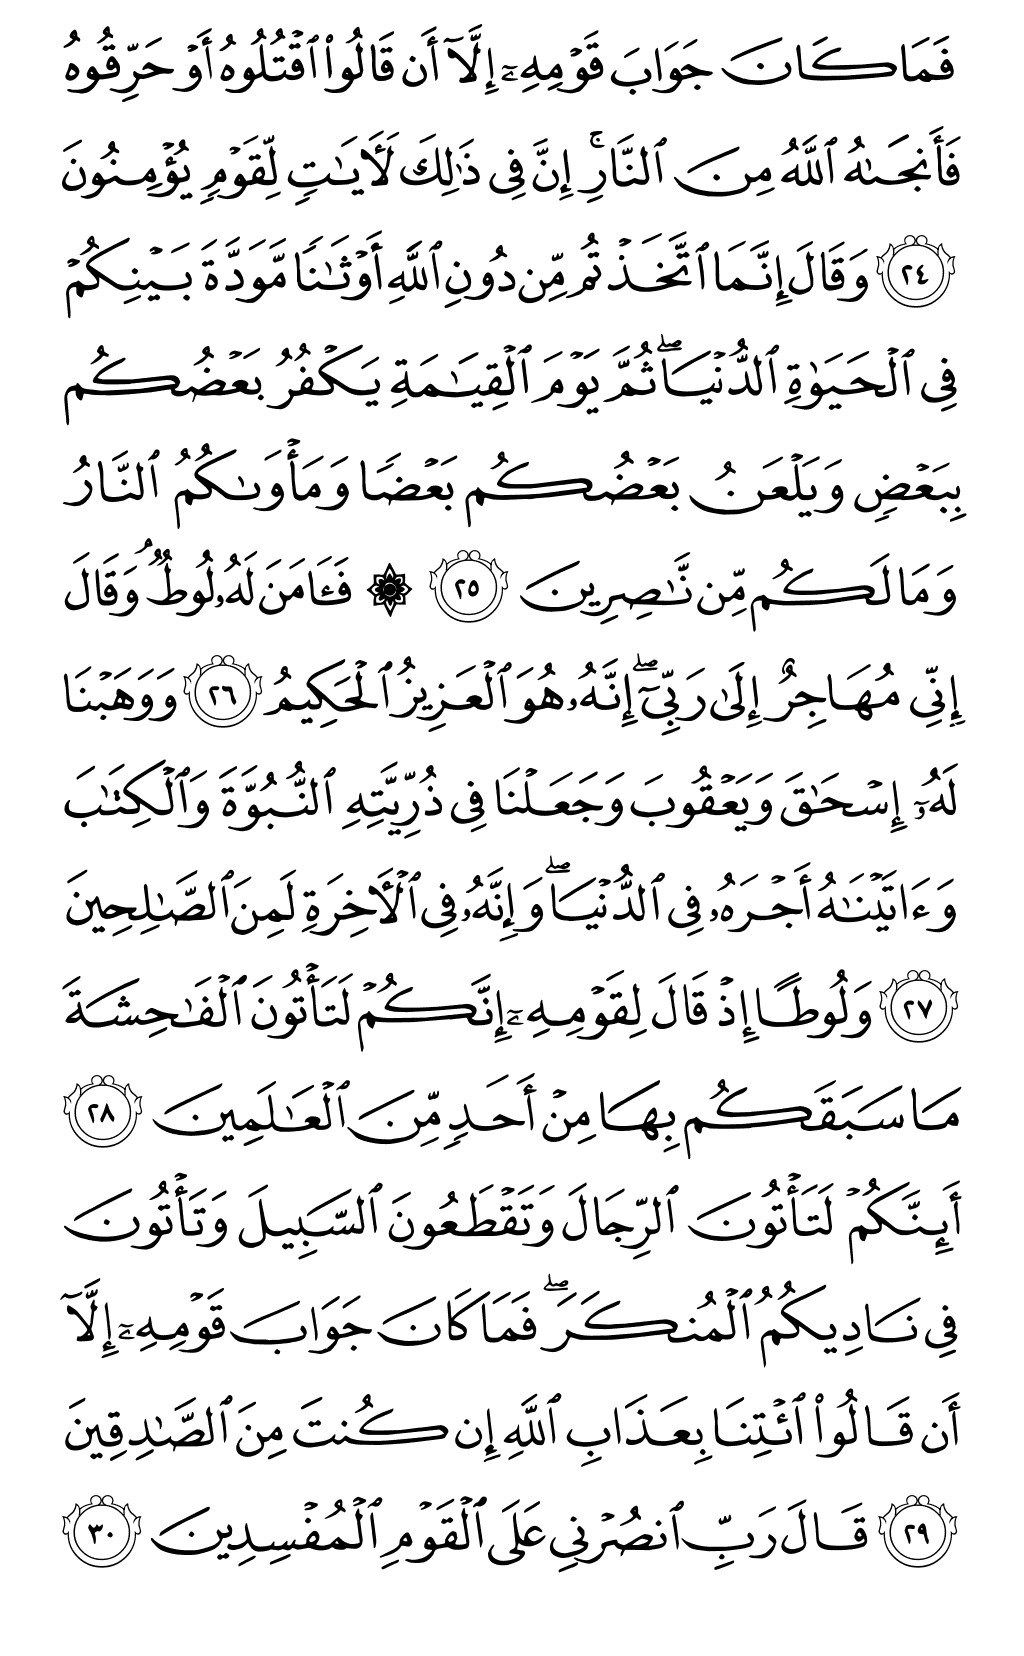 فَمَا كَانَ جَوَابَ قَوْمِهِۦٓ إِلَّآ أَن قَالُوا۟ ٱقْتُلُوهُ أَوْ حَرِّقُوهُ
فَأَنجَىٰهُ ٱللَّهُ مِنَ ٱلنَّارِ ۚ إِنَّ فِى ذَٰلِكَ لَـَٔايَـٰتٍ لِّقَوْمٍ يُؤْمِنُونَ
٢٤ وَقَالَ إِنَّمَا ٱتَّخَذْتُم مِّن دُونِ ٱللَّهِ أَوْثَـٰنًا مَّوَدَّةَ بَيْنِكُمْ
فِى ٱلْحَيَوٰةِ ٱلدُّنْيَا ۖ ثُمَّ يَوْمَ ٱلْقِيَـٰمَةِ يَكْفُرُ بَعْضُكُم
بِبَعْضٍ وَيَلْعَنُ بَعْضُكُم بَعْضًا وَمَأْوَىٰكُمُ ٱلنَّارُ
وَمَا لَكُم مِّن نَّـٰصِرِينَ ٢٥ ۞ فَـَٔامَنَ لَهُۥ لُوطٌ ۘ وَقَالَ
إِنِّى مُهَاجِرٌ إِلَىٰ رَبِّىٓ ۖ إِنَّهُۥ هُوَ ٱلْعَزِيزُ ٱلْحَكِيمُ ٢٦ وَوَهَبْنَا
لَهُۥٓ إِسْحَـٰقَ وَيَعْقُوبَ وَجَعَلْنَا فِى ذُرِّيَّتِهِ ٱلنُّبُوَّةَ وَٱلْكِتَـٰبَ
وَءَاتَيْنَـٰهُ أَجْرَهُۥ فِى ٱلدُّنْيَا ۖ وَإِنَّهُۥ فِى ٱلْـَٔاخِرَةِ لَمِنَ ٱلصَّـٰلِحِينَ
٢٧ وَلُوطًا إِذْ قَالَ لِقَوْمِهِۦٓ إِنَّكُمْ لَتَأْتُونَ ٱلْفَـٰحِشَةَ
مَا سَبَقَكُم بِهَا مِنْ أَحَدٍ مِّنَ ٱلْعَـٰلَمِينَ ٢٨
أَئِنَّكُمْ لَتَأْتُونَ ٱلرِّجَالَ وَتَقْطَعُونَ ٱلسَّبِيلَ وَتَأْتُونَ
فِى نَادِيكُمُ ٱلْمُنكَرَ ۖ فَمَا كَانَ جَوَابَ قَوْمِهِۦٓ إِلَّآ
أَن قَالُوا۟ ٱئْتِنَا بِعَذَابِ ٱللَّهِ إِن كُنتَ مِنَ ٱلصَّـٰدِقِينَ
٢٩ قَالَ رَبِّ ٱنصُرْنِى عَلَى ٱلْقَوْمِ ٱلْمُفْسِدِينَ ٣٠